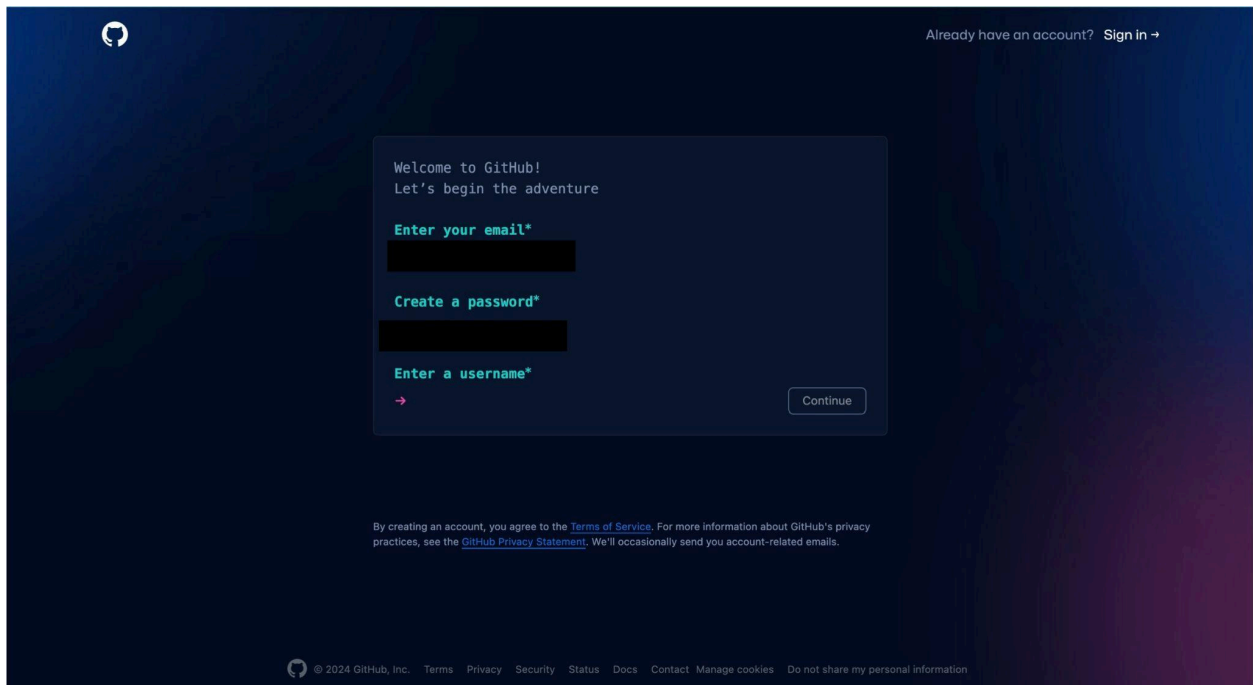 Already have an account? Sign in →
Welcome to GitHub!
Let's begin the adventure
Enter your email*
Create a password*
Enter a username*
→
Continue
By creating an account, you agree to the Terms of Service. For more information about GitHub's privacy
practices, see the GitHub Privacy Statement. We'll occasionally send you account-related emails.
© 2024 GitHub, Inc. Terms Privacy Security Status Docs Contact Manage cookies Do not share my personal information